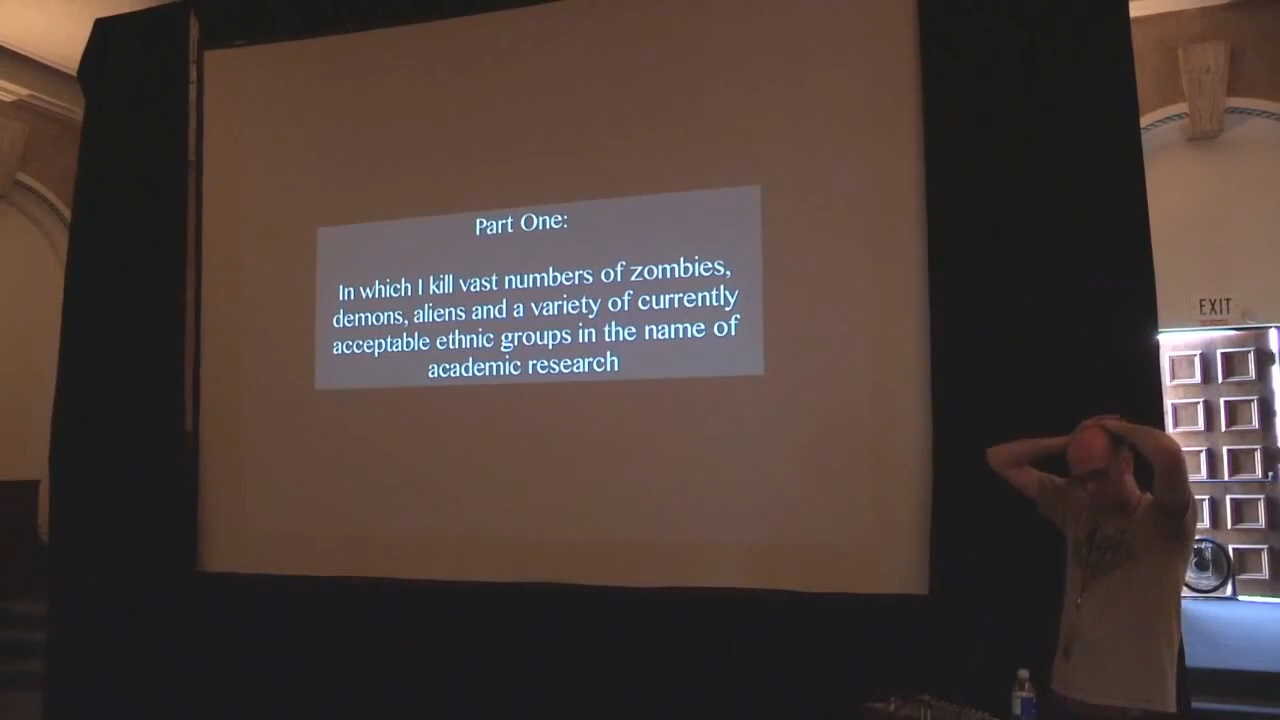 Part One:
In which I kill vast numbers of zombies,
demons, aliens and a variety of currently
acceptable ethnic groups in the name of
academic research
EXIT